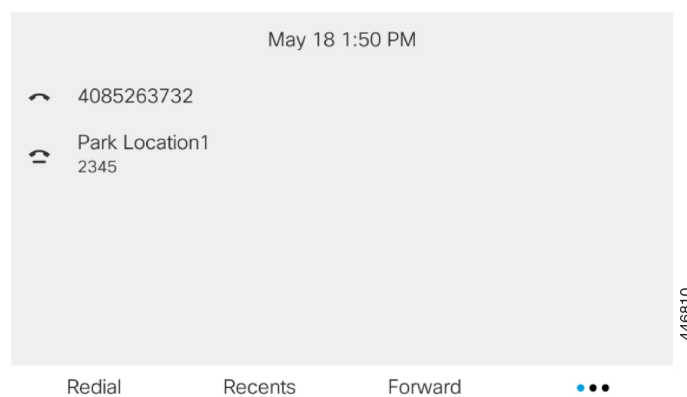 May 18 1:50 PM
4085263732
Park Location1
2345
446810
Redial Recents Forward